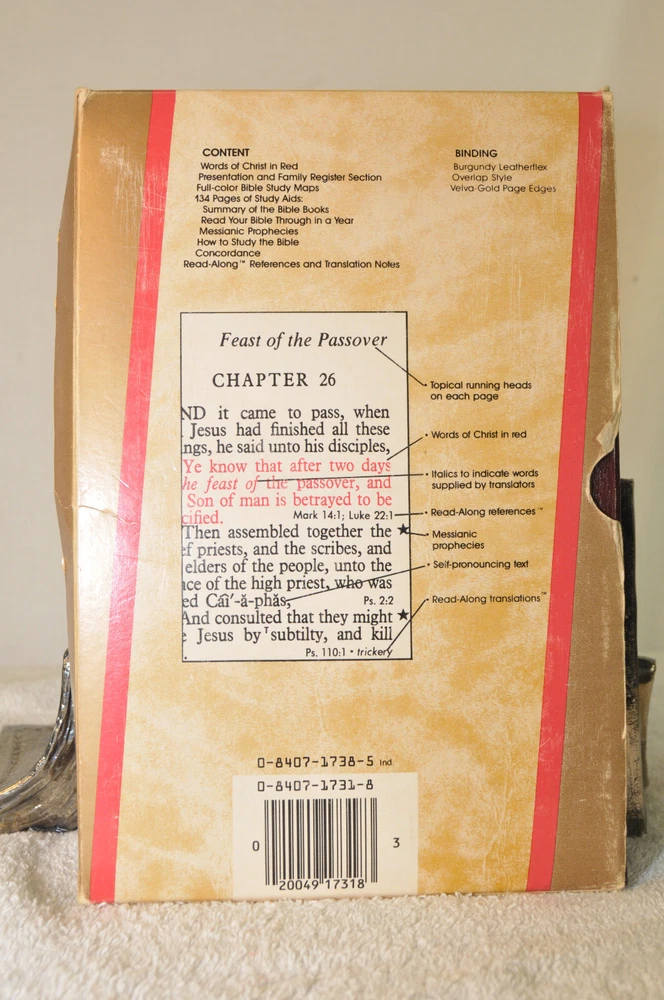 CONTENT
Words of Christ in Red
Presentation and Family Register Section
Full-color Bible Study Maps
134 Pages of Study Aids:
Summary of the Bible Books
Read Your Bible Through in a Year
Messianic Prophecies
How to Study the Bible
Concordance
Read-Along™ References and Translation Notes
BINDING
Burgundy Leatherflex
Overlap Style
Velva-Gold Page Edges
Feast of the Passover
CHAPTER 26
ND it came to pass, when
Jesus had finished all these
ngs, he said unto his disciples,
Ye know that after two days
he feast of the passover, and
Son of man is betrayed to be
cified. Mark 14:1; Luke 22:1
Then assembled together the ★
ef priests, and the scribes, and
elders of the people, unto the
ace of the high priest, who was
ed Câi'-ă-phăs, Ps. 2:2
And consulted that they might ★
Jesus by ᵀsubtilty, and kill
Ps. 110:1 • trickery
• Topical running heads
on each page
• Words of Christ in red
• Italics to indicate words
supplied by translators
• Read-Along references™
• Messianic
prophecies
• Self-pronouncing text
• Read-Along translations™
0-8407-1738-5 Ind
0-8407-1731-8
0 3
20049 17318